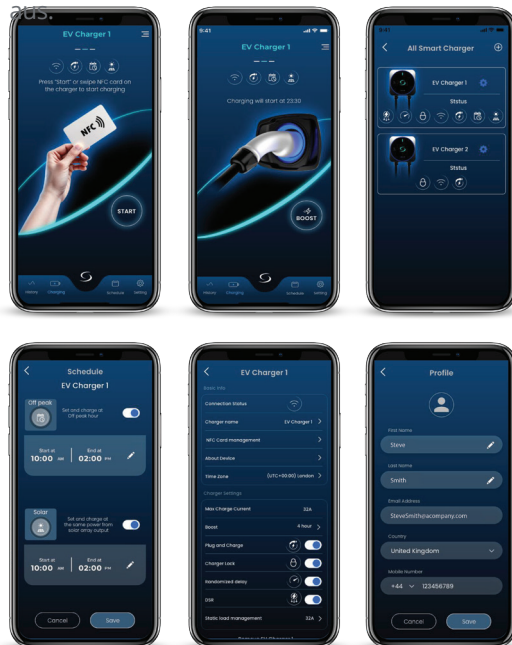 aus.
EV Charger 1
Press "Start" or swipe NFC card on
the charger to start charging
NFC
START
History
Charging
Schedule
Setting
9:41
EV Charger 1
Charging will start at 23:30
BOOST
History
Charging
Schedule
Setting
9:41
All Smart Charger
EV Charger 1
Ststus
EV Charger 2
Ststus
Schedule
EV Charger 1
Off peak
Set and charge at
Off peak hour
Start at
End at
10:00 AM
02:00 PM
Solar
Set and charge at
the same power from
solar array output
Start at
End at
10:00 AM
02:00 PM
Cancel
Save
EV Charger 1
Basic Info
Connection Status
Charger name
EV Charger 1
NFC Card management
About Device
Time Zone
(UTC+00:00) London
Charger Settings
Max Charge Current
32A
Boost
4 hour
Plug and Charge
Charger Lock
Randomized delay
DSR
Static load management
32A
Remove EV Charger 1
Profile
First Name
Steve
Last Name
Smith
Email Address
SteveSmith@acompany.com
Country
United Kingdom
Mobile Number
+44
123456789
Cancel
Save